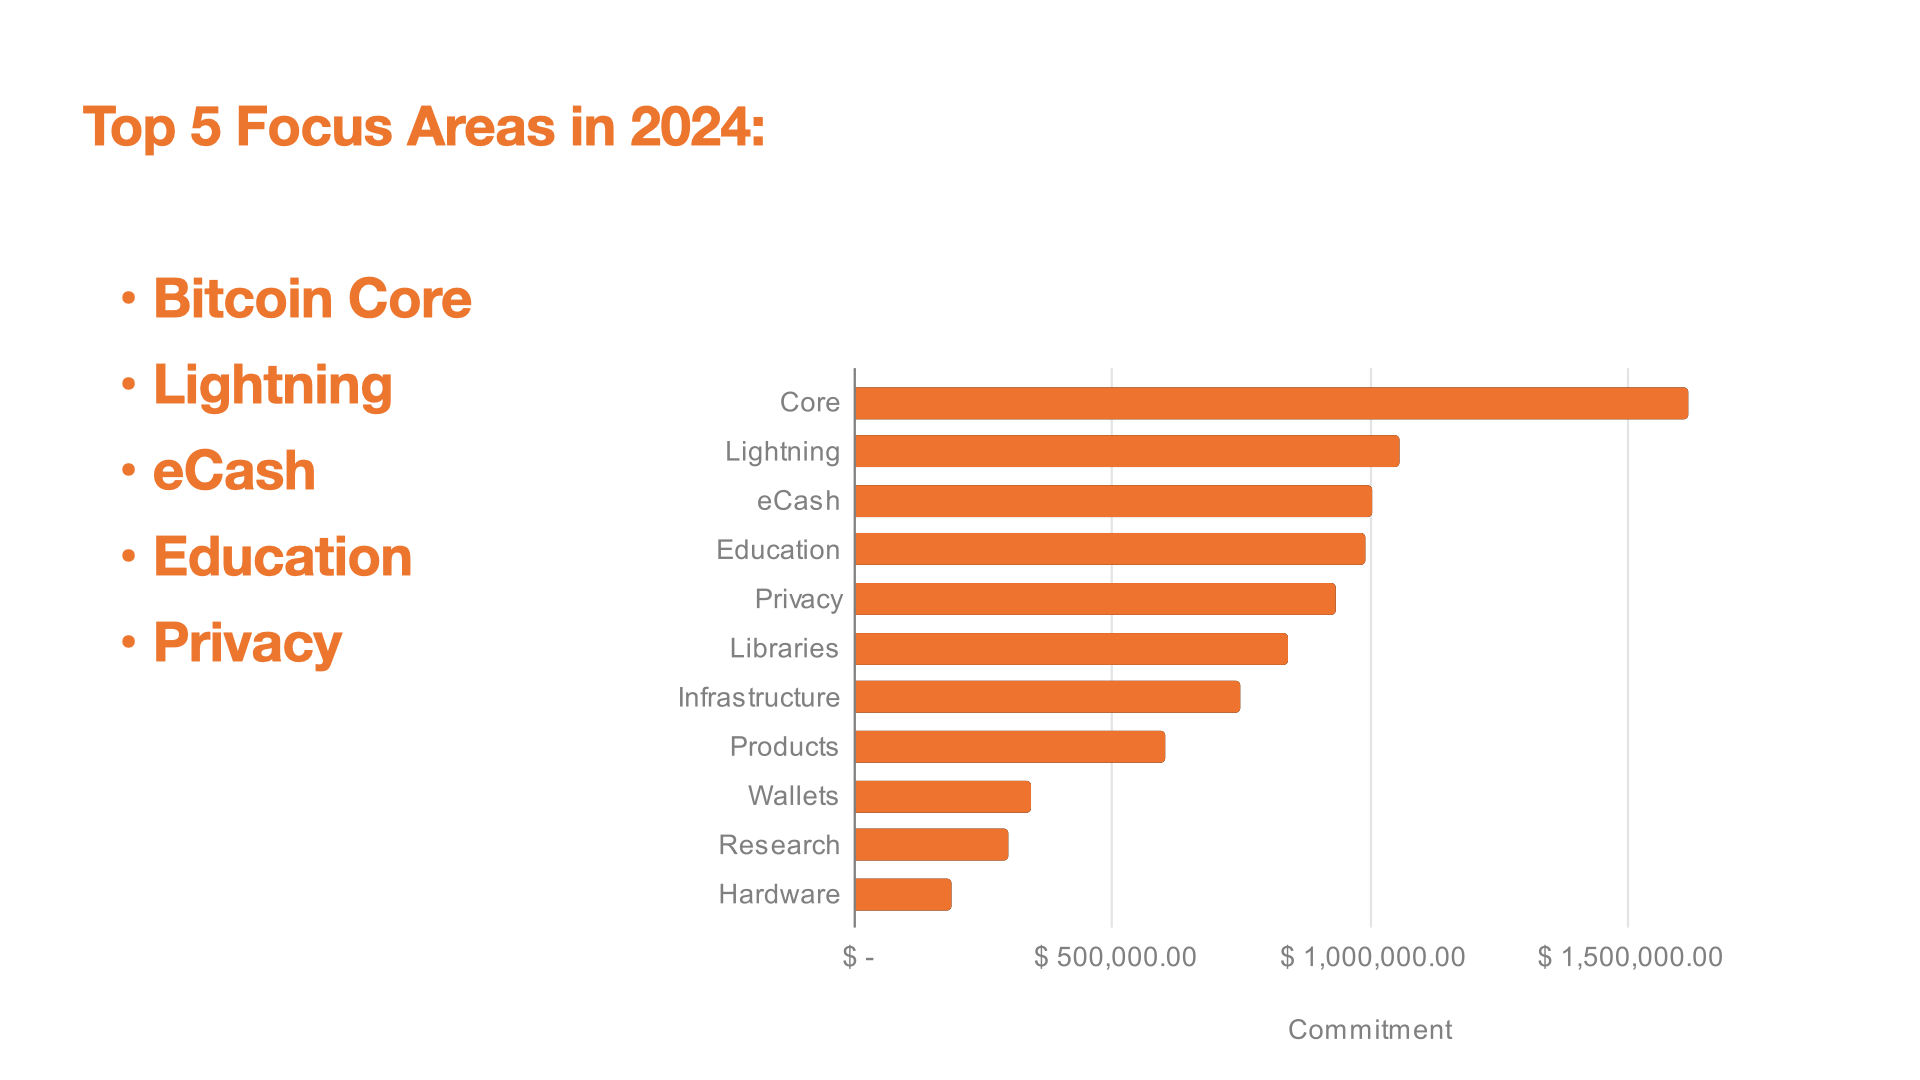 Top 5 Focus Areas in 2024:
• Bitcoin Core
• Lightning
• eCash
• Education
• Privacy
Core
Lightning
eCash
Education
Privacy
Libraries
Infrastructure
Products
Wallets
Research
Hardware
$ - $ 500,000.00 $ 1,000,000.00 $ 1,500,000.00
Commitment